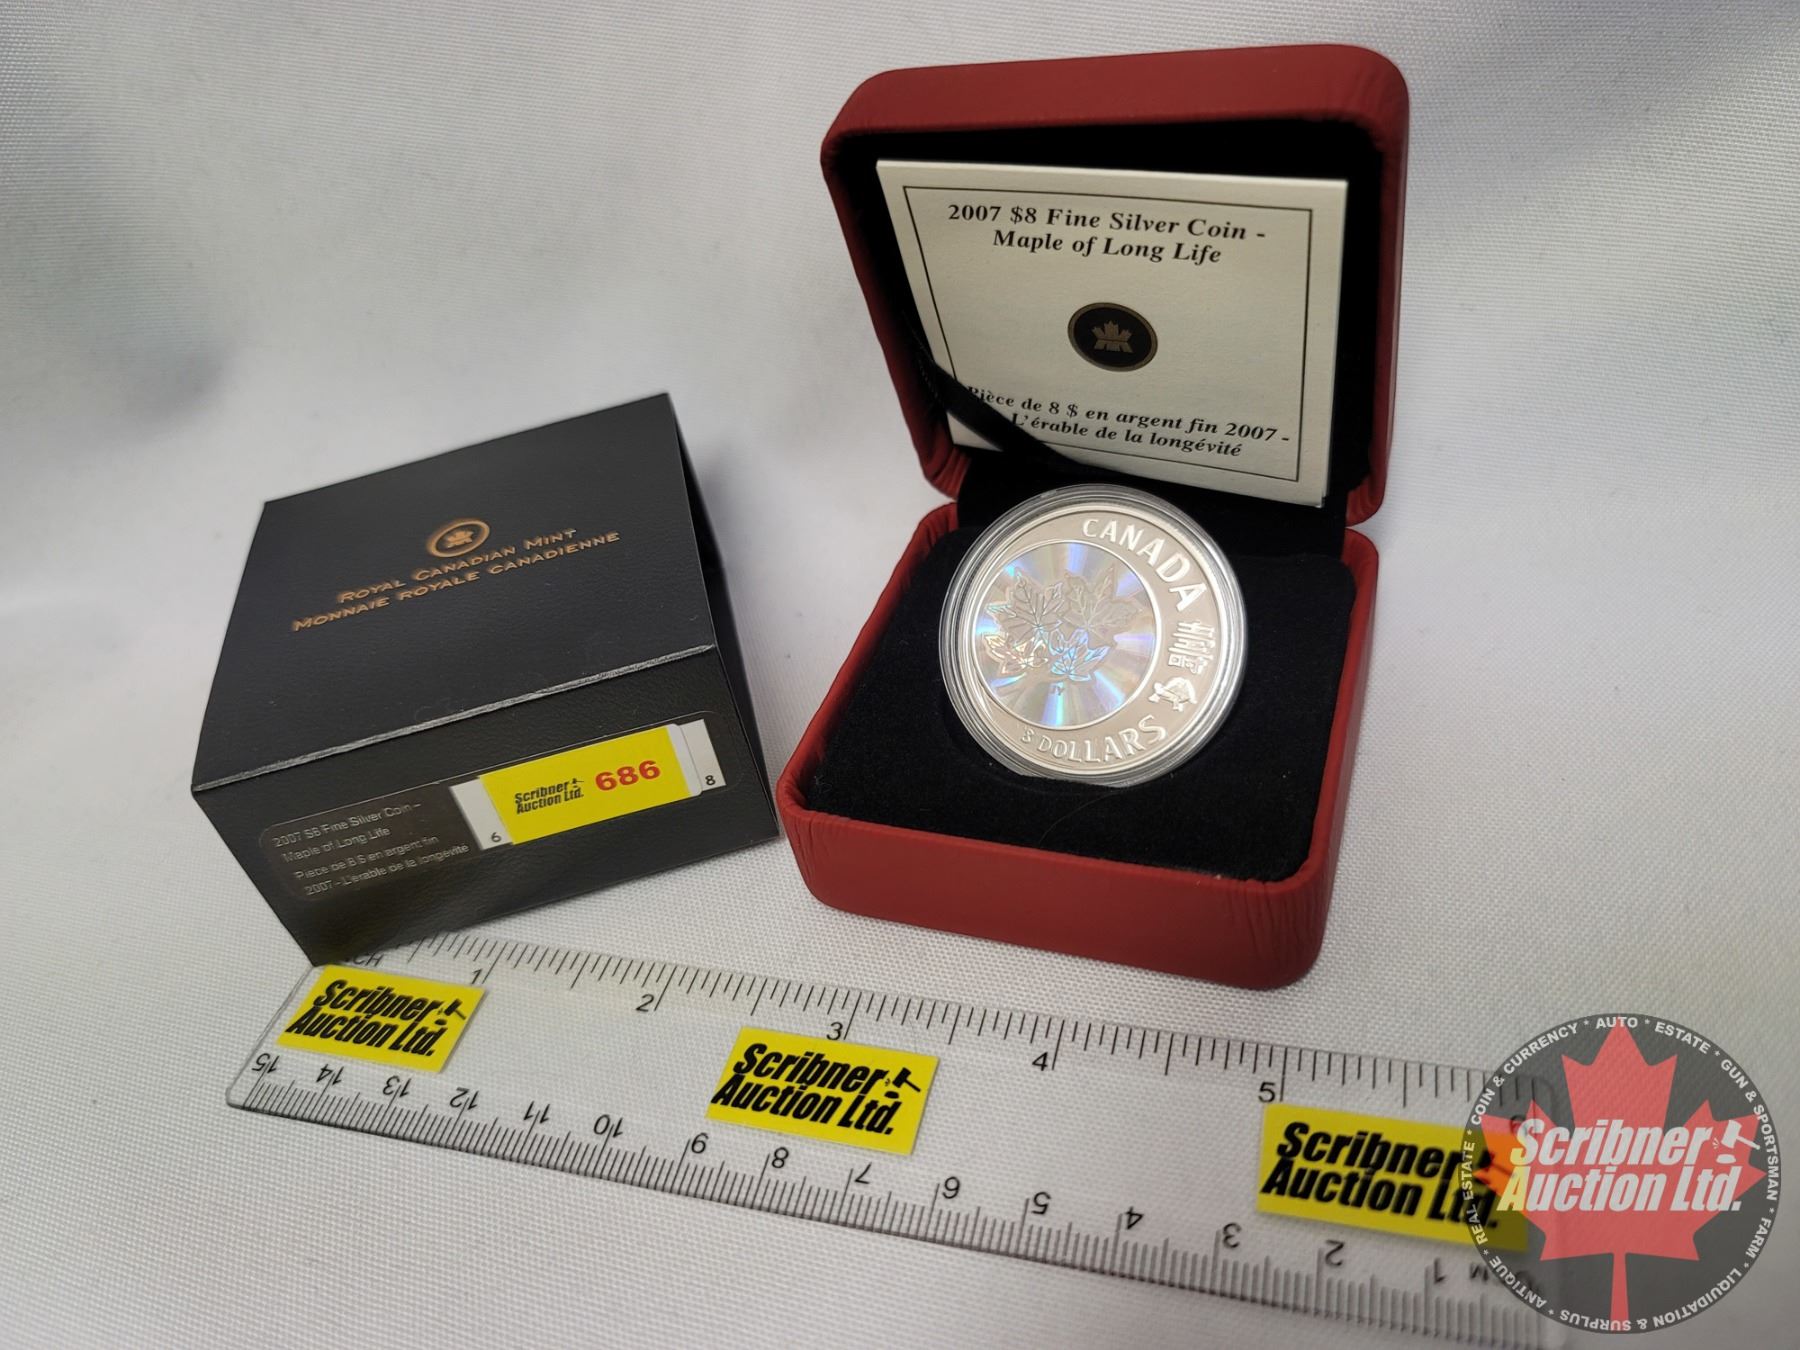 2007 $8 Fine Silver Coin -
Maple of Long Life
Pièce de 8 $ en argent fin 2007 -
L'érable de la longévité
ROYAL CANADIAN MINT
MONNAIE ROYALE CANADIENNE
2007 $8 Fine Silver Coin -
Maple of Long Life
Pièce de 8 $ en argent fin
2007 - L'érable de la longévité
6
Scribner
Auction Ltd.
686
8
CANADA
8 DOLLARS
JY
1 2 3 4 5
Scribner
Auction Ltd.
Scribner
Auction Ltd.
Scribner
Auction Ltd.
15 14 13 12 11 10 9 8 7 6 5 4 3 2 1
Scribner
Auction Ltd.
* COIN & CURRENCY * AUTO * ESTATE * GUN & SPORTSMAN * FARM * LIQUIDATION & SURPLUS * ANTIQUE * REAL ESTATE